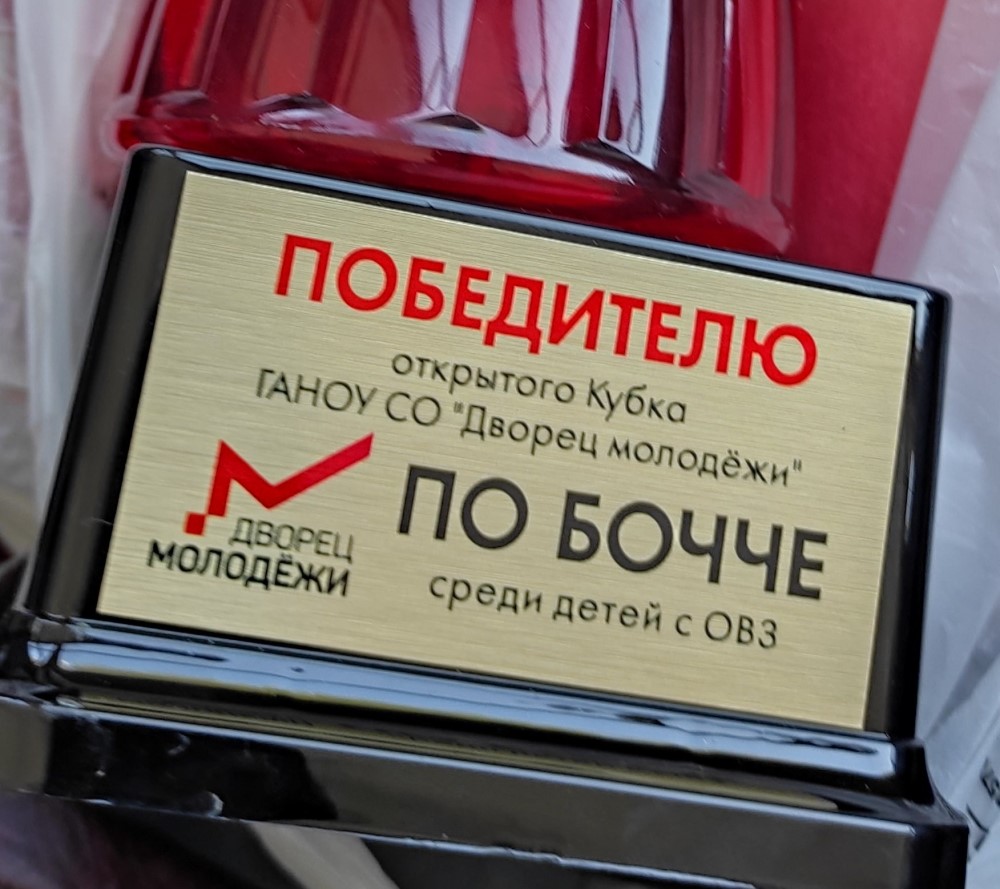 ПОБЕДИТЕЛЮ
открытого Кубка
ГАНОУ СО "Дворец молодёжи"
ПО БОЧЧЕ
среди детей с ОВЗ
ДВОРЕЦ
МОЛОДЁЖИ